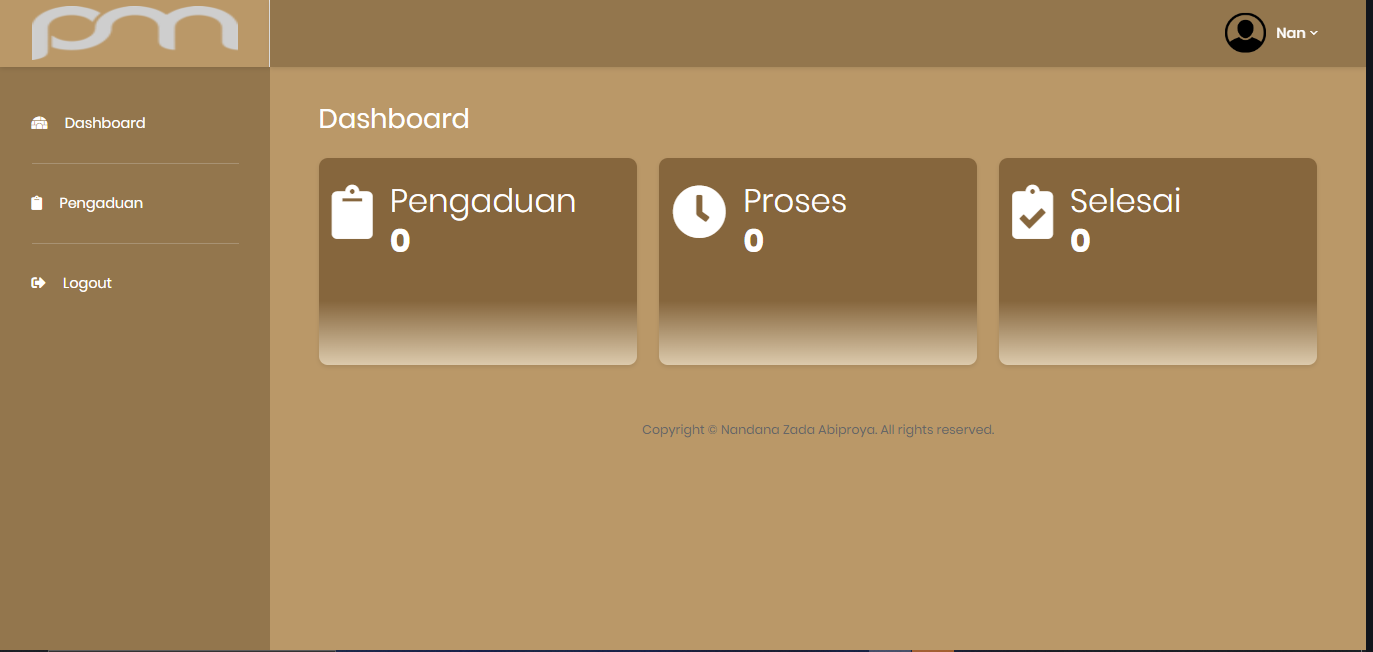 pm
Nan
Dashboard
Pengaduan
Logout
Dashboard
Pengaduan
0
Proses
0
Selesai
0
Copyright © Nandana Zada Abiproya. All rights reserved.